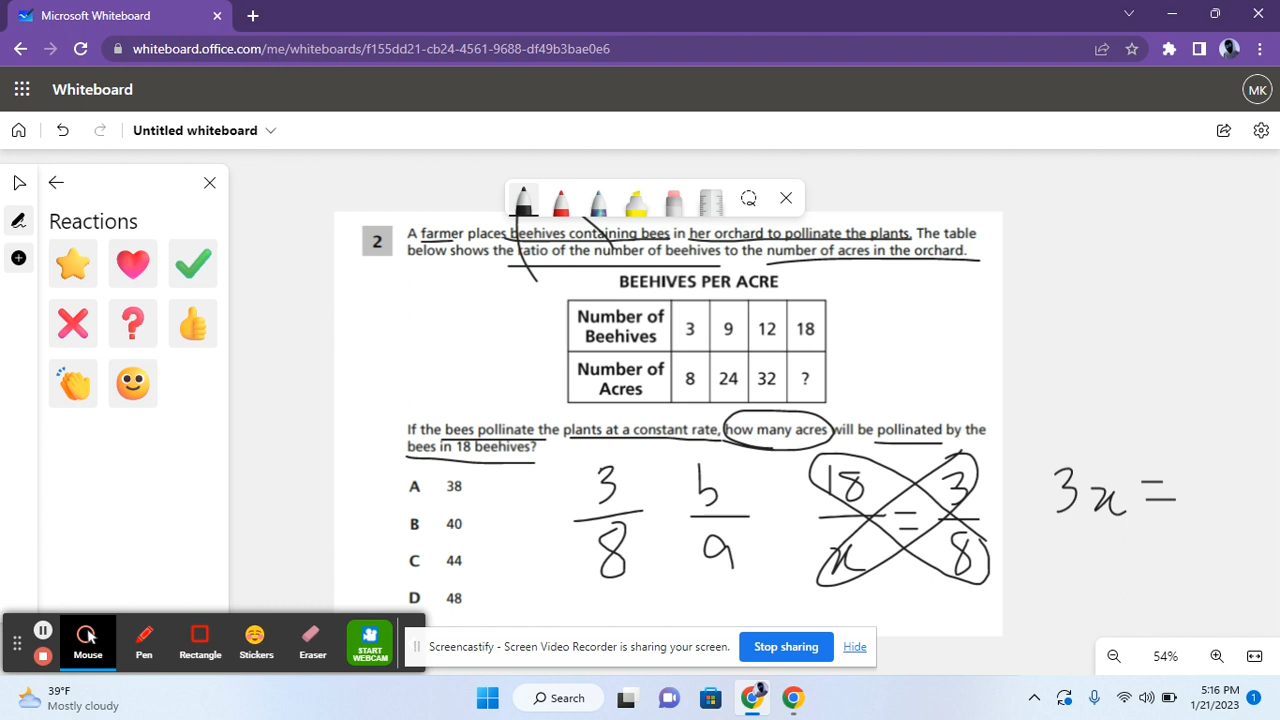 Microsoft Whiteboard
whiteboard.office.com/me/whiteboards/f155dd21-cb24-4561-9688-df49b3bae0e6
Whiteboard
MK
Untitled whiteboard
Reactions
2
A farmer places beehives containing bees in her orchard to pollinate the plants. The table
below shows the ratio of the number of beehives to the number of acres in the orchard.
BEEHIVES PER ACRE
Number of Beehives 3 9 12 18
Number of Acres 8 24 32 ?
If the bees pollinate the plants at a constant rate, how many acres will be pollinated by the
bees in 18 beehives?
A 38
B 40
C 44
D 48
3/8 b/a 18/x = 3/8 3x =
Mouse
Pen
Rectangle
Stickers
Eraser
START WEBCAM
Screencastify - Screen Video Recorder is sharing your screen.
Stop sharing
Hide
54%
39°F
Mostly cloudy
Search
5:16 PM
1/21/2023
1